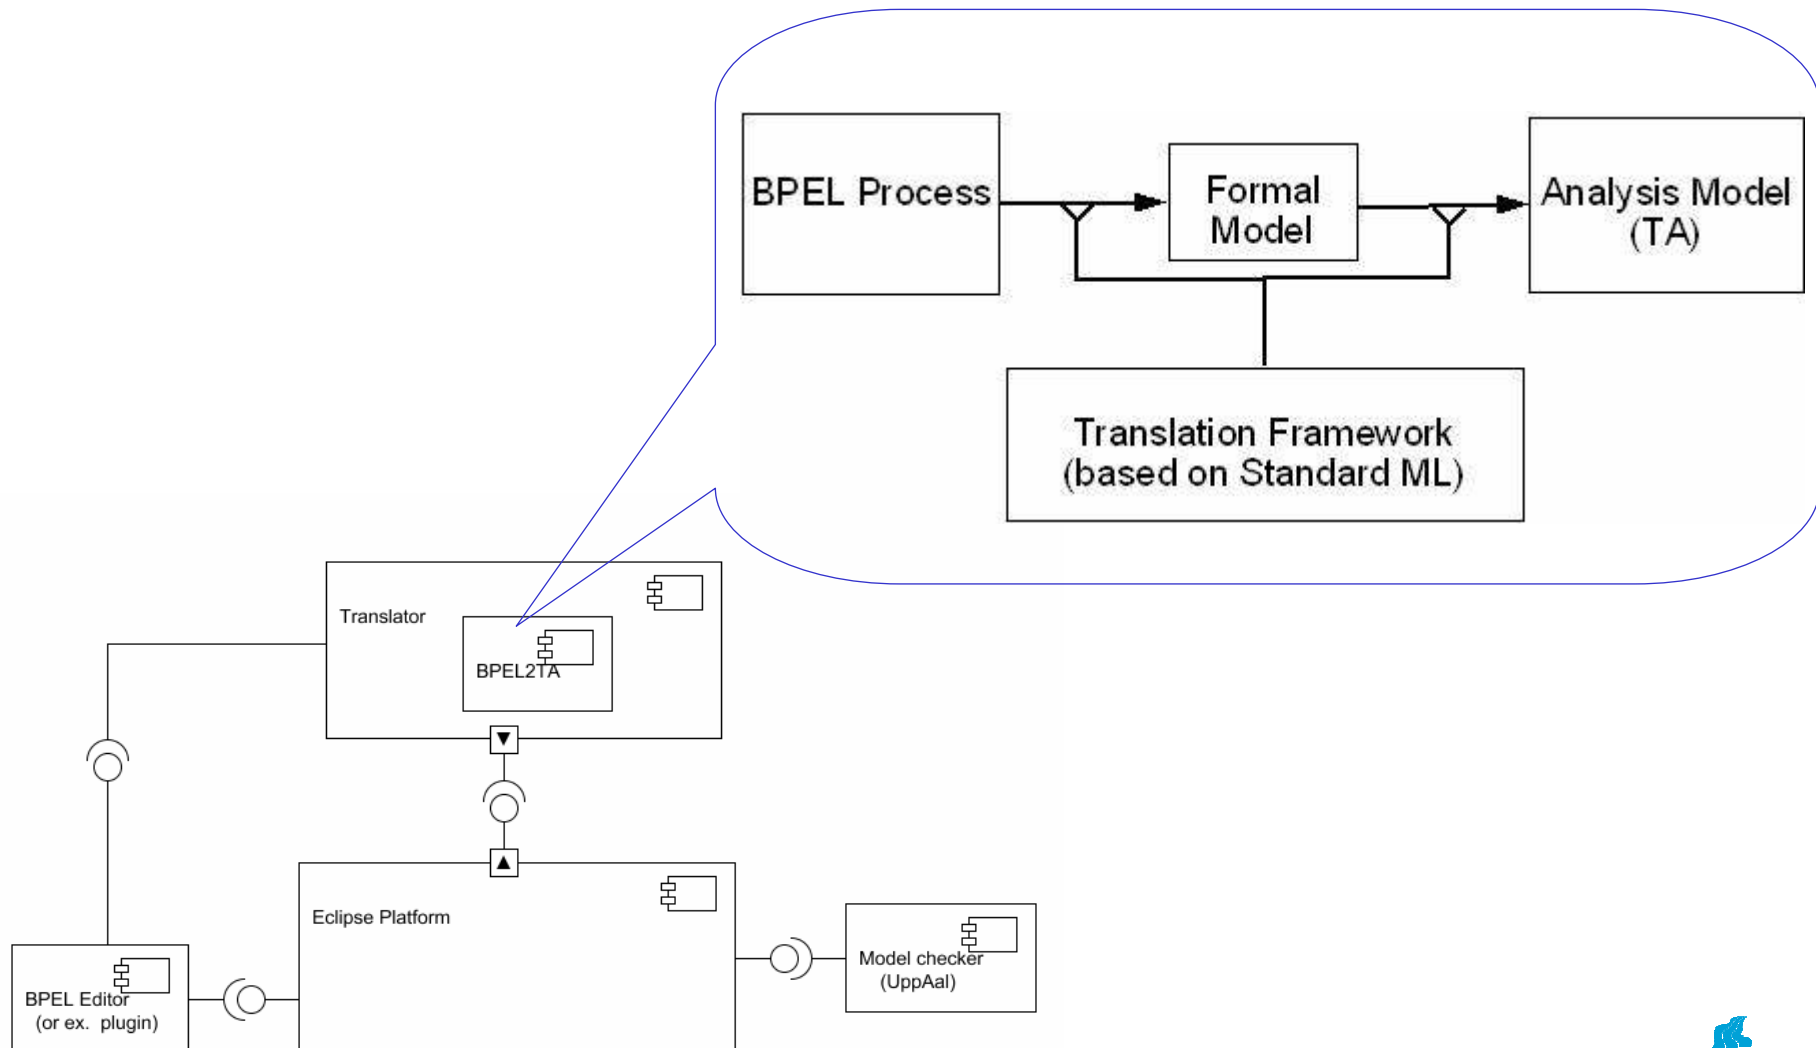 BPEL Process
Formal
Model
Analysis Model
(TA)
Translation Framework
(based on Standard ML)
Translator
BPEL2TA
Eclipse Platform
Model checker
(UppAal)
BPEL Editor
(or ex. plugin)